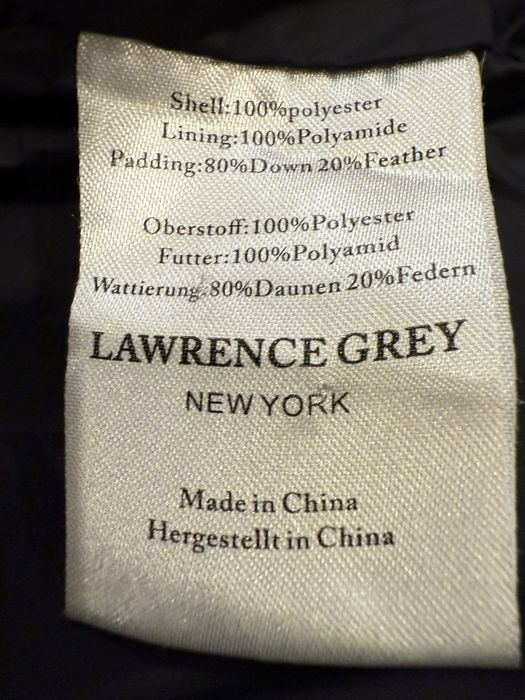 Shell:100%polyester
Lining:100%Polyamide
Padding:80%Down 20%Feather
Oberstoff:100%Polyester
Futter:100%Polyamid
Wattierung:80%Daunen 20%Federn
LAWRENCE GREY
NEW YORK
Made in China
Hergestellt in China